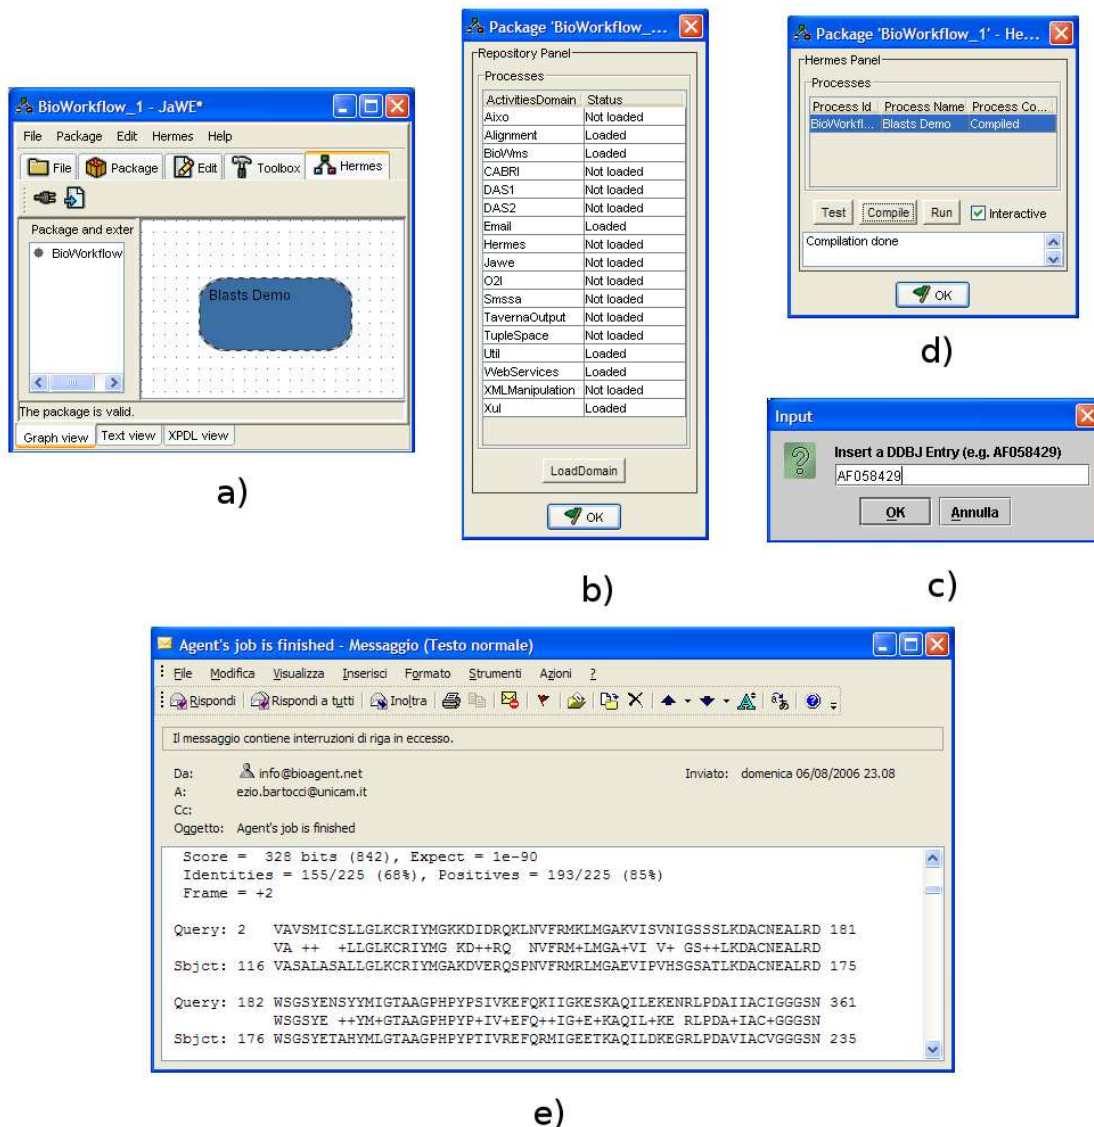 BioWorkflow_1 - JaWE*
File Package Edit Hermes Help
File Package Edit Toolbox Hermes
Package and exter
BioWorkflow
Blasts Demo
The package is valid.
Graph view Text view XPDL view
a)
Package 'BioWorkflow_...
Repository Panel
Processes
ActivitiesDomain Status
Aixo Not loaded
Alignment Loaded
BioWms Loaded
CABRI Not loaded
DAS1 Not loaded
DAS2 Not loaded
Email Loaded
Hermes Not loaded
Jawe Not loaded
O2I Not loaded
Smssa Not loaded
TavernaOutput Not loaded
TupleSpace Not loaded
Util Loaded
WebServices Loaded
XMLManipulation Not loaded
Xul Loaded
LoadDomain
OK
b)
Package 'BioWorkflow_1' - He...
Hermes Panel
Processes
Process Id Process Name Process Co...
BioWorkfl... Blasts Demo Compiled
Test Compile Run Interactive
Compilation done
OK
d)
Input
Insert a DDBJ Entry (e.g. AF058429)
AF058429
OK Annulla
c)
Agent's job is finished - Messaggio (Testo normale)
File Modifica Visualizza Inserisci Formato Strumenti Azioni ?
Rispondi Rispondi a tutti Inoltra
Il messaggio contiene interruzioni di riga in eccesso.
Da: info@bioagent.net Inviato: domenica 06/08/2006 23.08
A: ezio.bartocci@unicam.it
Cc:
Oggetto: Agent's job is finished
Score = 328 bits (842), Expect = 1e-90
Identities = 155/225 (68%), Positives = 193/225 (85%)
Frame = +2
Query: 2 VAVSMICSLLGLKCRIYMGKKDIDRQKLNVFRMKLMGAKVISVNIGSSSLKDACNEALRD 181
VA ++ +LLGLKCRIYMG KD++RQ NVFRM+LMGA+VI V+ GS++LKDACNEALRD
Sbjct: 116 VASALASALLGLKCRIYMGAKDVERQSPNVFRMRLMGAEVIPVHSGSATLKDACNEALRD 175
Query: 182 WSGSYENSYYMIGTAAGPHPYPSIVKEFQKIIGKESKAQILEKENRLPDAIIACIGGGSN 361
WSGSYE ++YM+GTAAGPHPYP+IV+EFQ++IG+E+KAQIL+KE RLPDA+IAC+GGGSN
Sbjct: 176 WSGSYETAHYMLGTAAGPHPYPTIVREFQRMIGEETKAQILDKEGRLPDAVIACVGGGSN 235
e)